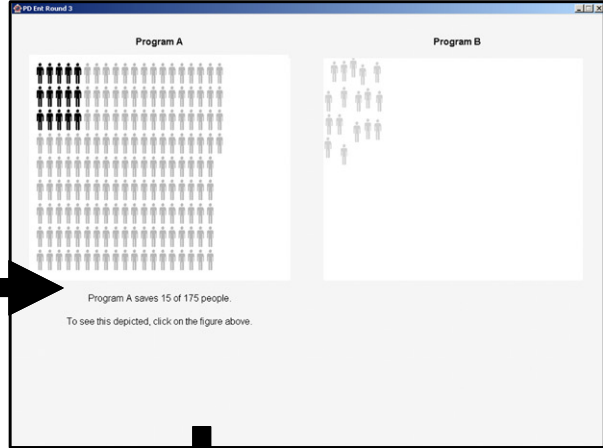 PD Ent Round 3
Program A
Program B
Program A saves 15 of 175 people.
To see this depicted, click on the figure above.